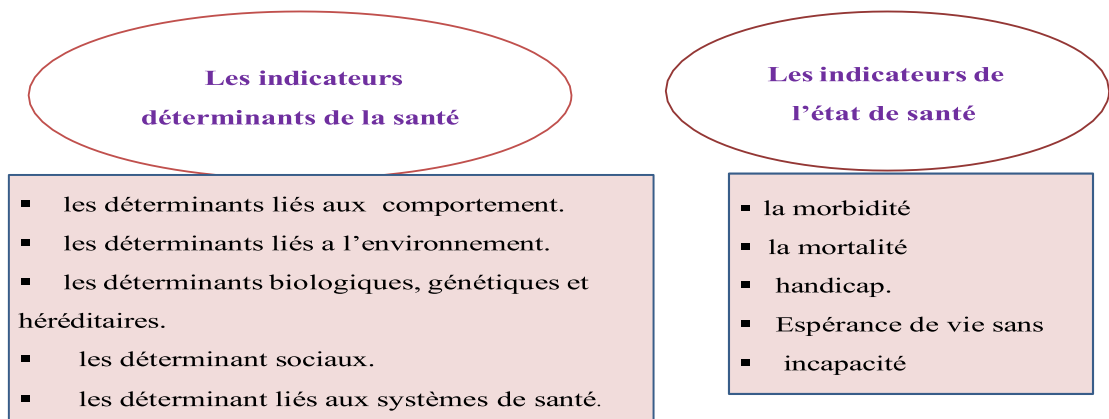 Les indicateurs
déterminants de la santé
▪ les déterminants liés aux comportement.
▪ les déterminants liés a l’environnement.
▪ les déterminants biologiques, génétiques et
héréditaires.
▪ les déterminant sociaux.
▪ les déterminant liés aux systèmes de santé.
Les indicateurs de
l’état de santé
▪ la morbidité
▪ la mortalité
▪ handicap.
▪ Espérance de vie sans
▪ incapacité